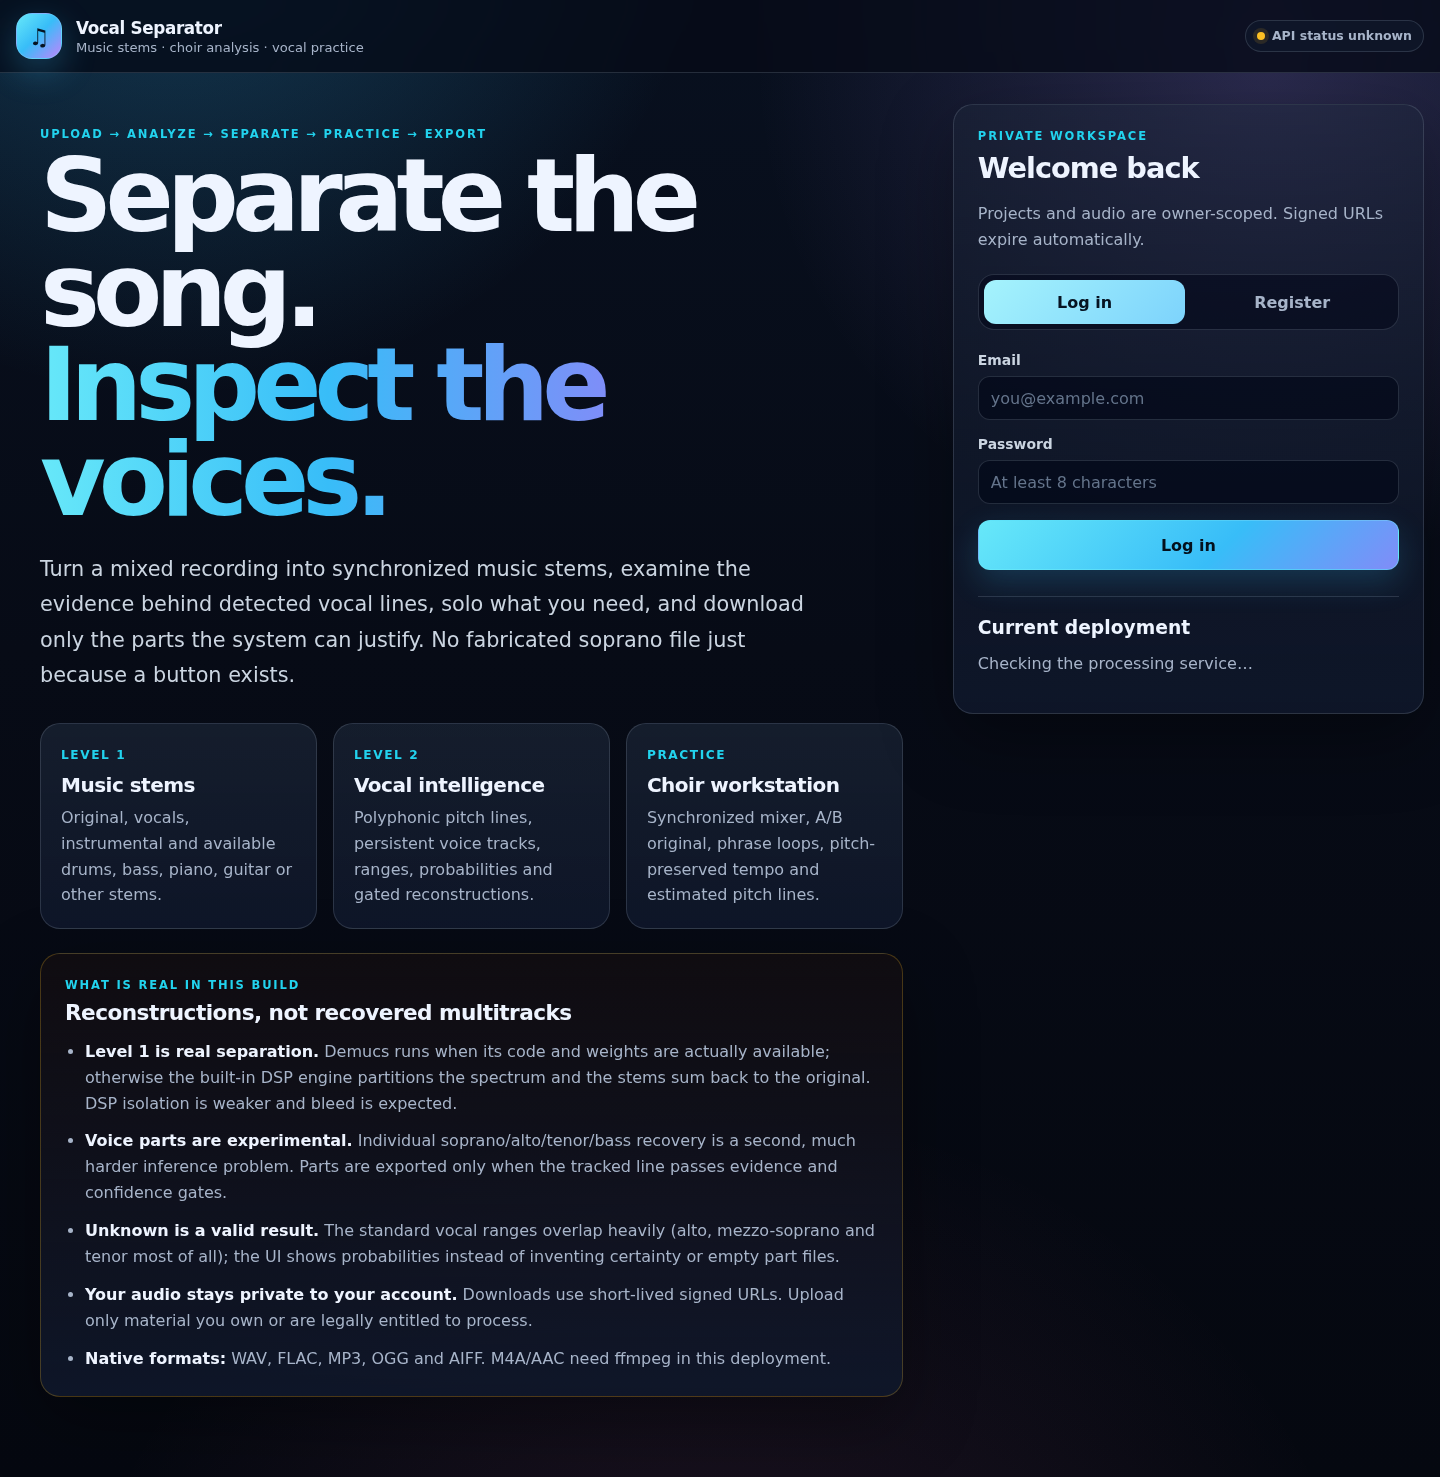 ♫
Vocal Separator
Music stems · choir analysis · vocal practice
API status unknown
UPLOAD → ANALYZE → SEPARATE → PRACTICE → EXPORT
Separate the
song.
Inspect the
voices.
Turn a mixed recording into synchronized music stems, examine the
evidence behind detected vocal lines, solo what you need, and download
only the parts the system can justify. No fabricated soprano file just
because a button exists.
LEVEL 1
Music stems
Original, vocals,
instrumental and available
drums, bass, piano, guitar or
other stems.
LEVEL 2
Vocal intelligence
Polyphonic pitch lines,
persistent voice tracks,
ranges, probabilities and
gated reconstructions.
PRACTICE
Choir workstation
Synchronized mixer, A/B
original, phrase loops, pitch-
preserved tempo and
estimated pitch lines.
WHAT IS REAL IN THIS BUILD
Reconstructions, not recovered multitracks
• Level 1 is real separation. Demucs runs when its code and weights are actually available;
otherwise the built-in DSP engine partitions the spectrum and the stems sum back to the original.
DSP isolation is weaker and bleed is expected.
• Voice parts are experimental. Individual soprano/alto/tenor/bass recovery is a second, much
harder inference problem. Parts are exported only when the tracked line passes evidence and
confidence gates.
• Unknown is a valid result. The standard vocal ranges overlap heavily (alto, mezzo-soprano and
tenor most of all); the UI shows probabilities instead of inventing certainty or empty part files.
• Your audio stays private to your account. Downloads use short-lived signed URLs. Upload
only material you own or are legally entitled to process.
• Native formats: WAV, FLAC, MP3, OGG and AIFF. M4A/AAC need ffmpeg in this deployment.
PRIVATE WORKSPACE
Welcome back
Projects and audio are owner-scoped. Signed URLs
expire automatically.
Log in
Register
Email
you@example.com
Password
At least 8 characters
Log in
Current deployment
Checking the processing service…